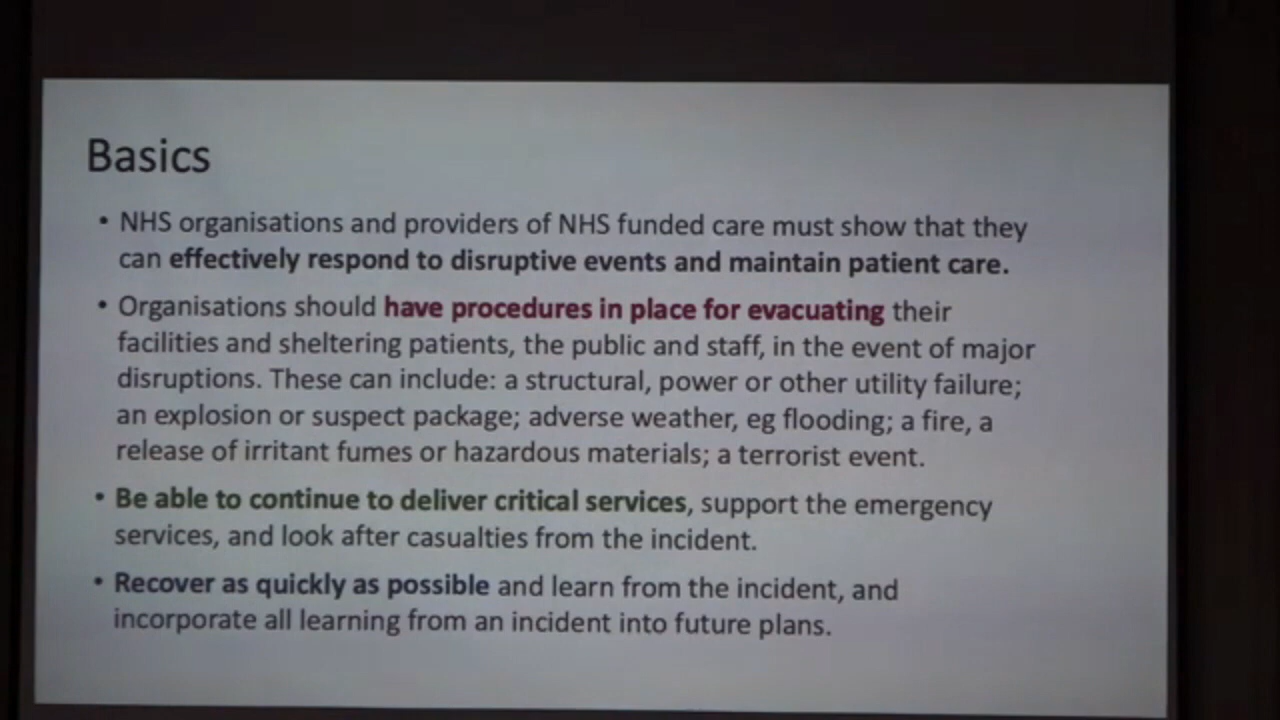 Basics
• NHS organisations and providers of NHS funded care must show that they
can effectively respond to disruptive events and maintain patient care.
• Organisations should have procedures in place for evacuating their
facilities and sheltering patients, the public and staff, in the event of major
disruptions. These can include: a structural, power or other utility failure;
an explosion or suspect package; adverse weather, eg flooding; a fire, a
release of irritant fumes or hazardous materials; a terrorist event.
• Be able to continue to deliver critical services, support the emergency
services, and look after casualties from the incident.
• Recover as quickly as possible and learn from the incident, and
incorporate all learning from an incident into future plans.